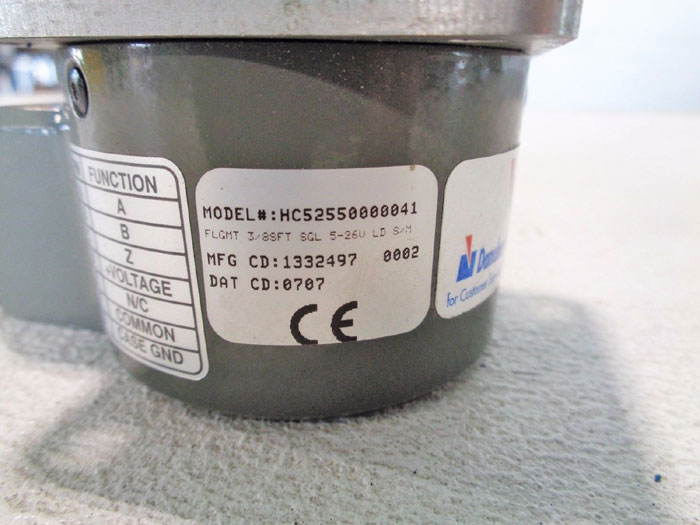 FUNCTION
A
B
Z
+VOLTAGE
N/C
COMMON
CASE GND
MODEL#:HC52550000041
FLGMT 3/8SFT SGL 5-26V LD S/M
MFG CD:1332497 0002
DAT CD:0707
CE
for Customer